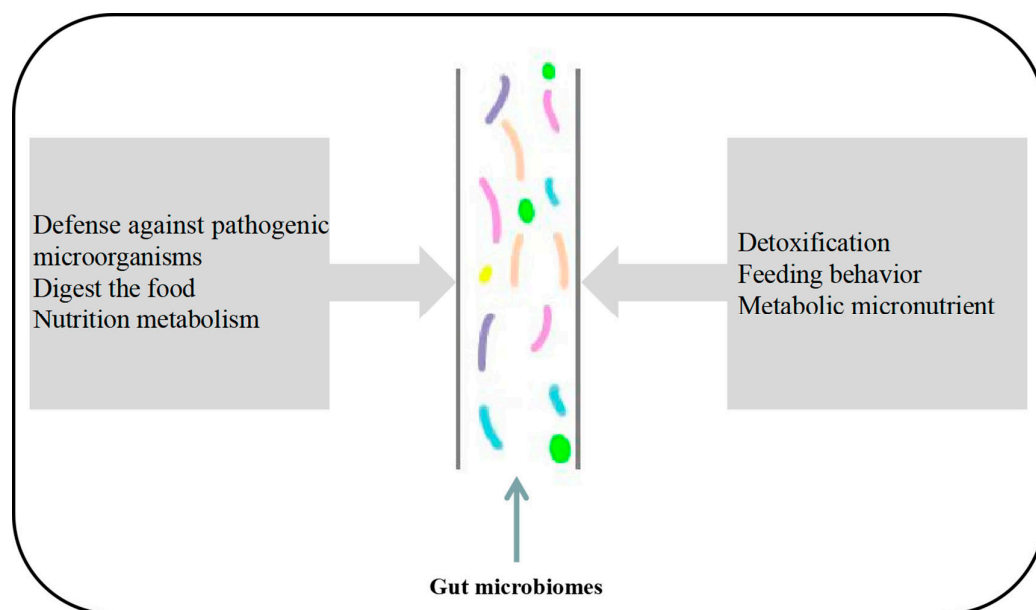 Defense against pathogenic
microorganisms
Digest the food
Nutrition metabolism
Detoxification
Feeding behavior
Metabolic micronutrient
Gut microbiomes